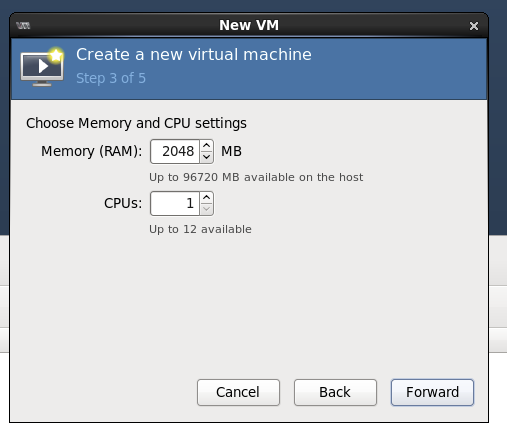 New VM
Create a new virtual machine
Step 3 of 5
Choose Memory and CPU settings
Memory (RAM): 2048 MB
Up to 96720 MB available on the host
CPUs: 1
Up to 12 available
Cancel Back Forward